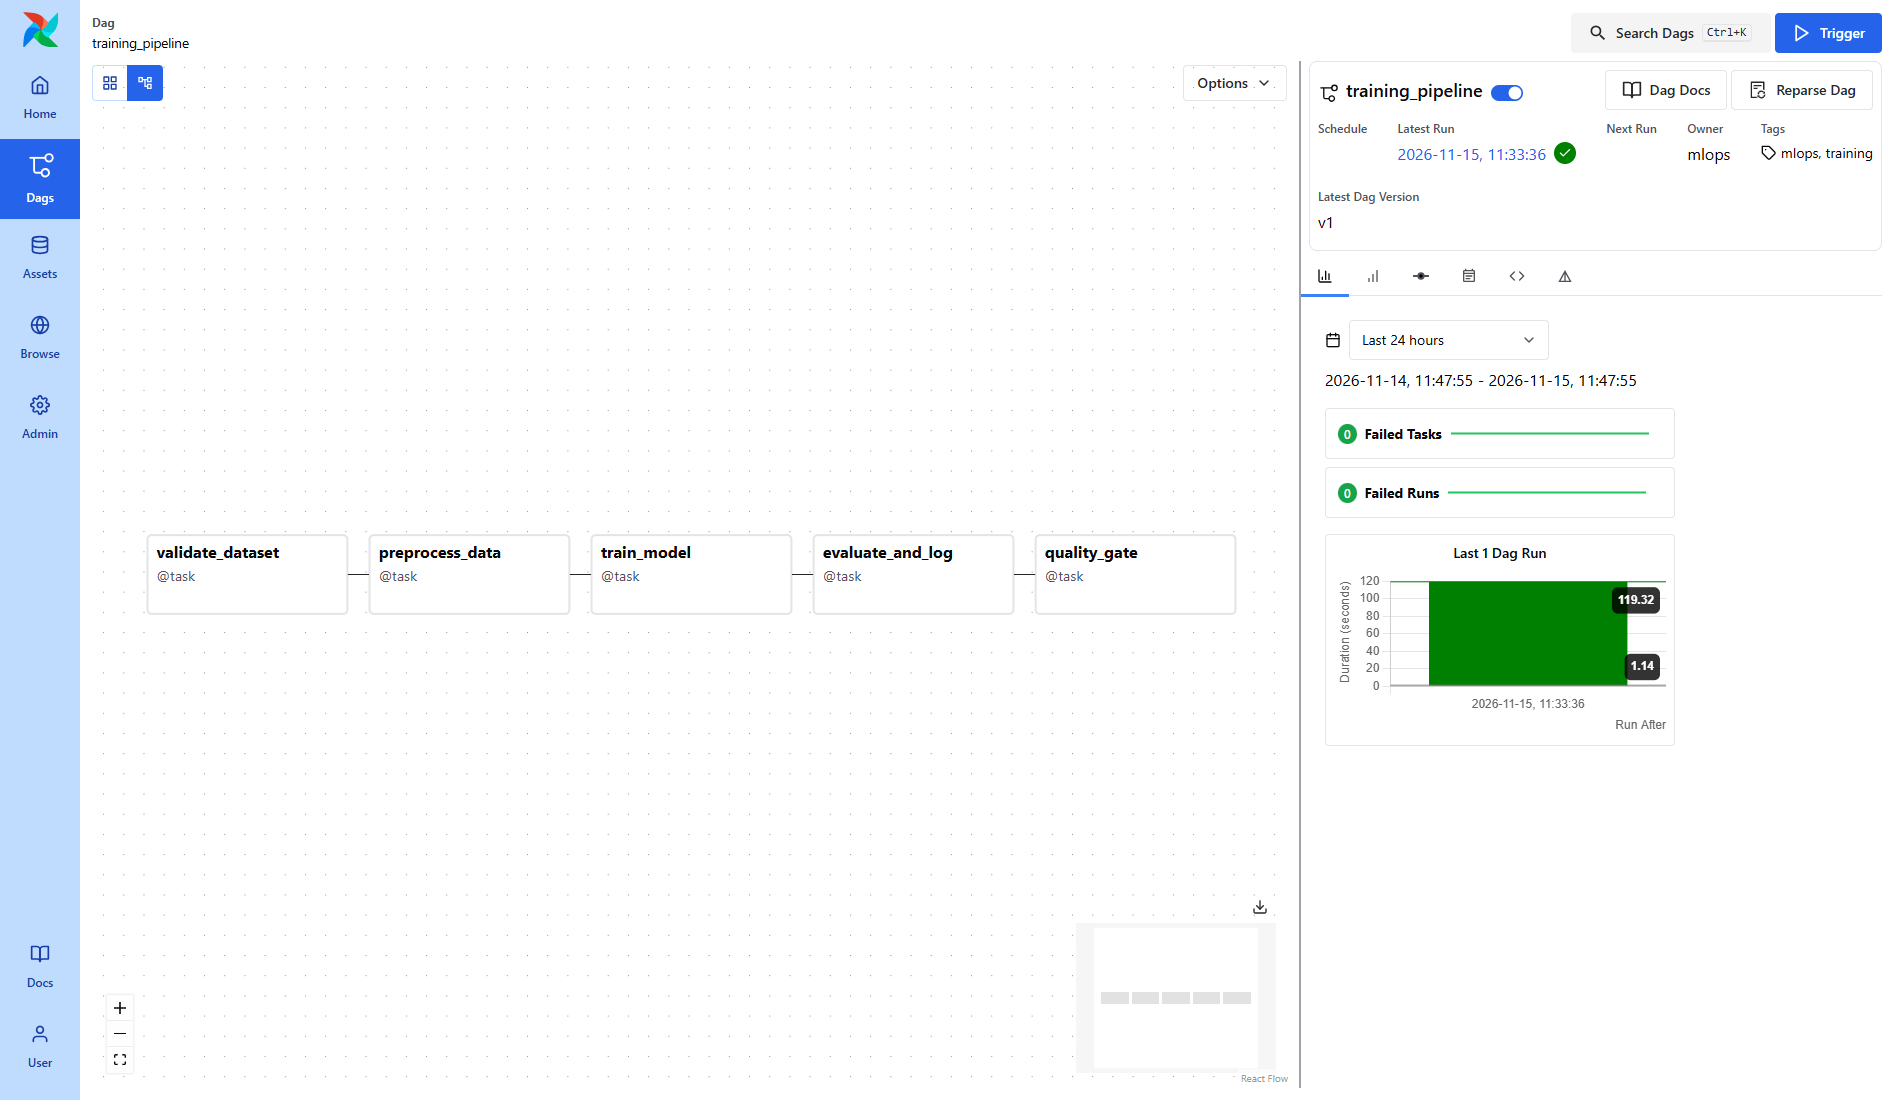 Dag
training_pipeline
Search Dags Ctrl+K
Trigger
Home
Dags
Assets
Browse
Admin
Docs
User
Options
validate_dataset
@task
preprocess_data
@task
train_model
@task
evaluate_and_log
@task
quality_gate
@task
React Flow
training_pipeline
Dag Docs
Reparse Dag
Schedule
Latest Run
2026-11-15, 11:33:36
Next Run
Owner
mlops
Tags
mlops, training
Latest Dag Version
v1
Last 24 hours
2026-11-14, 11:47:55 - 2026-11-15, 11:47:55
0 Failed Tasks
0 Failed Runs
Last 1 Dag Run
Duration (seconds)
120
100
80
60
40
20
0
119.32
1.14
2026-11-15, 11:33:36
Run After